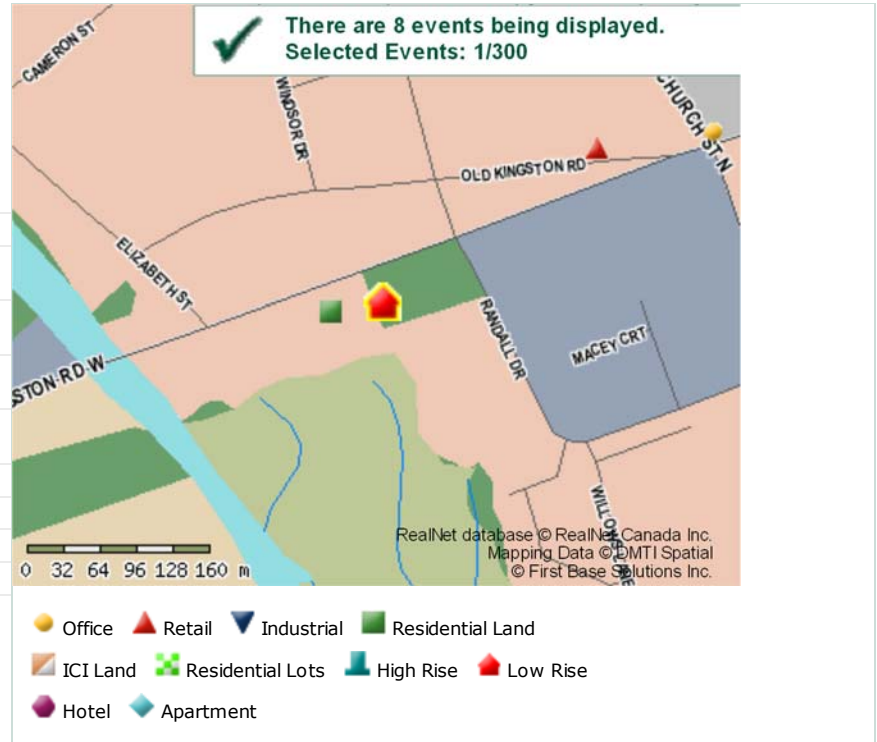 There are 8 events being displayed.
Selected Events: 1/300
CAMERON ST
WINDSOR DR
CHURCH ST N
OLD KINGSTON RD
ELIZABETH ST
RANDALL DR
MACEY CRT
STON RD W
WILLOWS LANE
RealNet database © RealNet Canada Inc.
Mapping Data © DMTI Spatial
© First Base Solutions Inc.
0 32 64 96 128 160 m
Office Retail Industrial Residential Land
ICI Land Residential Lots High Rise Low Rise
Hotel Apartment